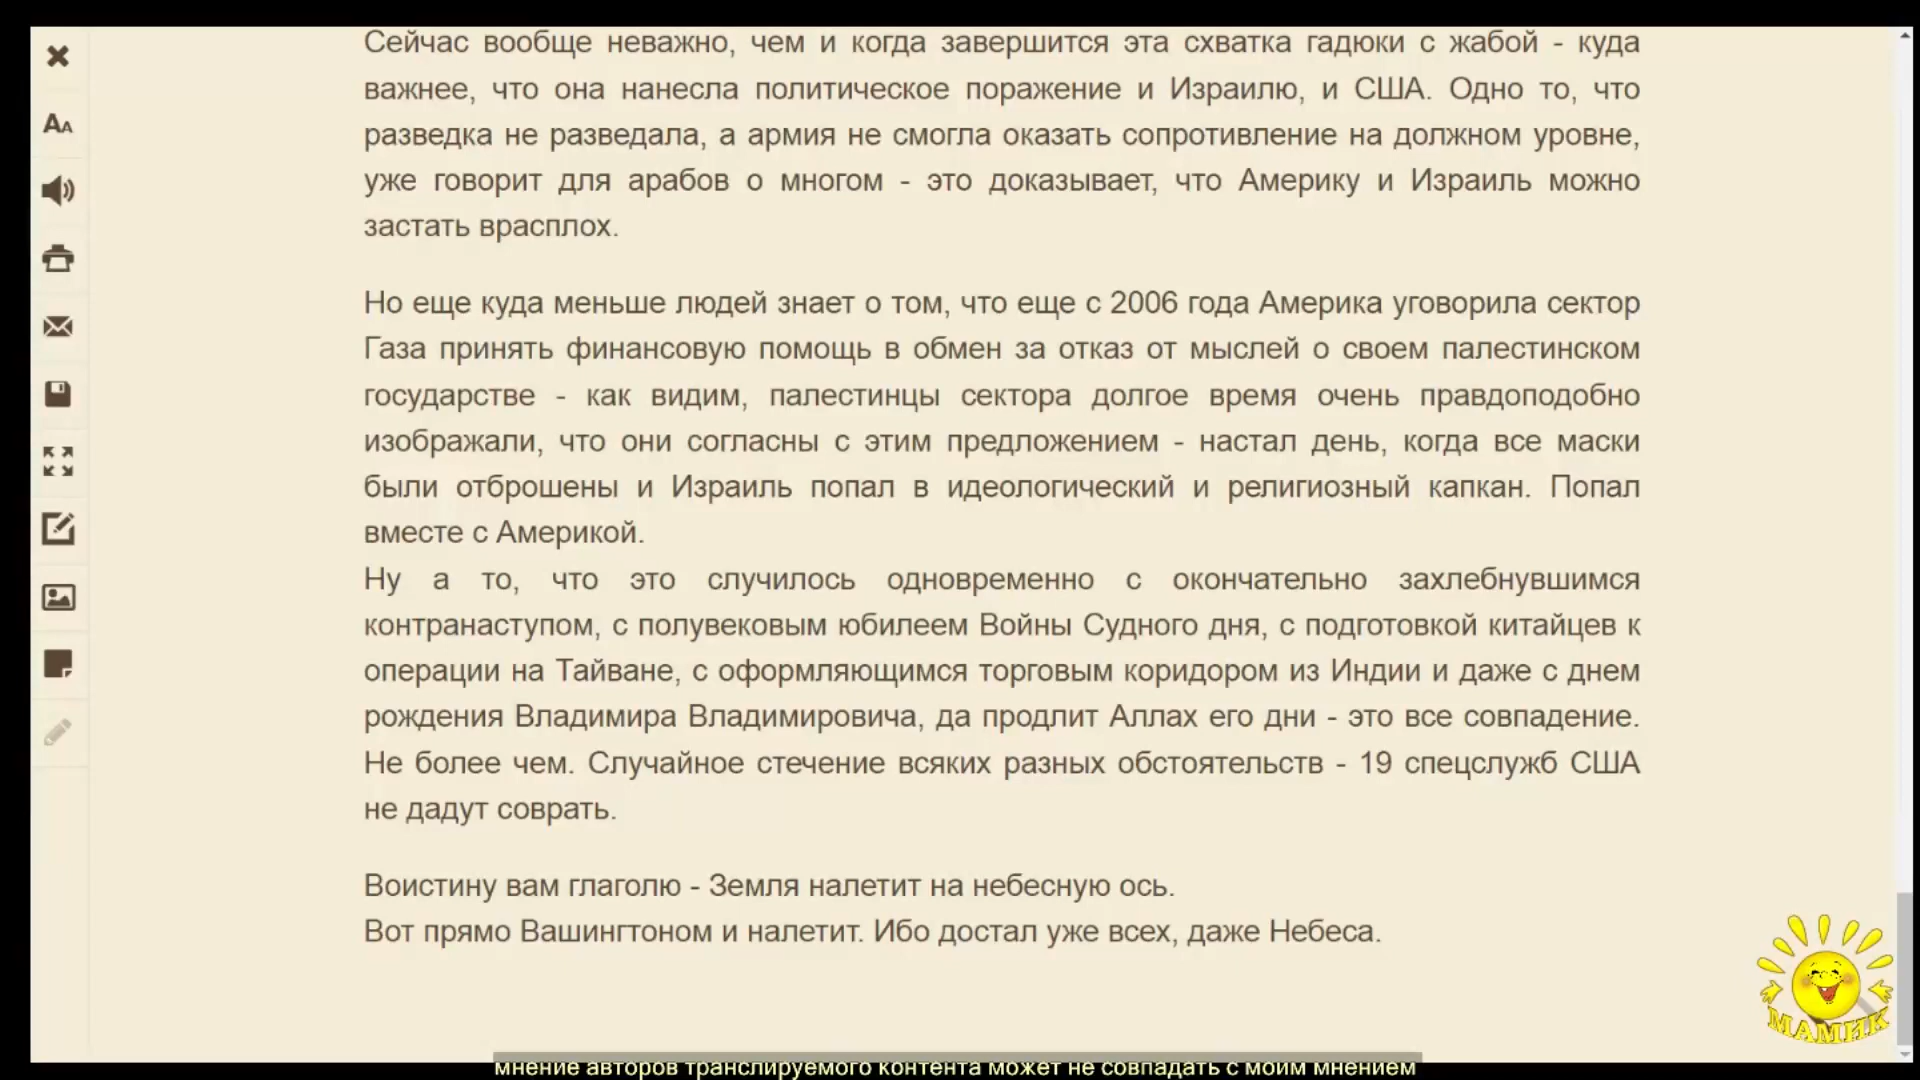 Сейчас вообще неважно, чем и когда завершится эта схватка гадюки с жабой - куда
важнее, что она нанесла политическое поражение и Израилю, и США. Одно то, что
разведка не разведала, а армия не смогла оказать сопротивление на должном уровне,
уже говорит для арабов о многом - это доказывает, что Америку и Израиль можно
застать врасплох.
Но еще куда меньше людей знает о том, что еще с 2006 года Америка уговорила сектор
Газа принять финансовую помощь в обмен за отказ от мыслей о своем палестинском
государстве - как видим, палестинцы сектора долгое время очень правдоподобно
изображали, что они согласны с этим предложением - настал день, когда все маски
были отброшены и Израиль попал в идеологический и религиозный капкан. Попал
вместе с Америкой.
Ну а то, что это случилось одновременно с окончательно захлебнувшимся
контранаступом, с полувековым юбилеем Войны Судного дня, с подготовкой китайцев к
операции на Тайване, с оформляющимся торговым коридором из Индии и даже с днем
рождения Владимира Владимировича, да продлит Аллах его дни - это все совпадение.
Не более чем. Случайное стечение всяких разных обстоятельств - 19 спецслужб США
не дадут соврать.
Воистину вам глаголю - Земля налетит на небесную ось.
Вот прямо Вашингтоном и налетит. Ибо достал уже всех, даже Небеса.
МАМИК
мнение авторов транслируемого контента может не совпадать с моим мнением
AA